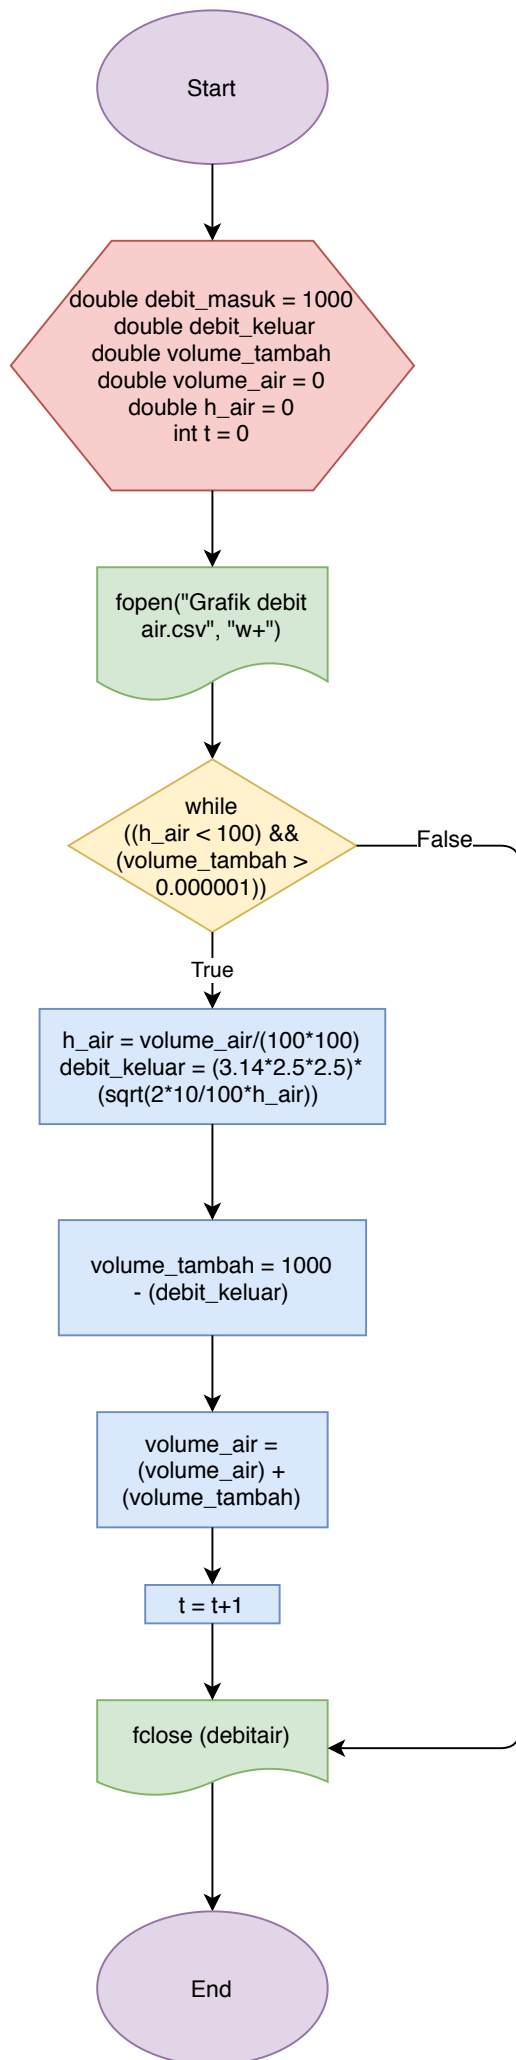 Start
double debit_masuk = 1000
double debit_keluar
double volume_tambah
double volume_air = 0
double h_air = 0
int t = 0
fopen("Grafik debit
air.csv", "w+")
while
((h_air < 100) &&
(volume_tambah >
0.000001))
False
True
h_air = volume_air/(100*100)
debit_keluar = (3.14*2.5*2.5)*
(sqrt(2*10/100*h_air))
volume_tambah = 1000
- (debit_keluar)
volume_air =
(volume_air) +
(volume_tambah)
t = t+1
fclose (debitair)
End